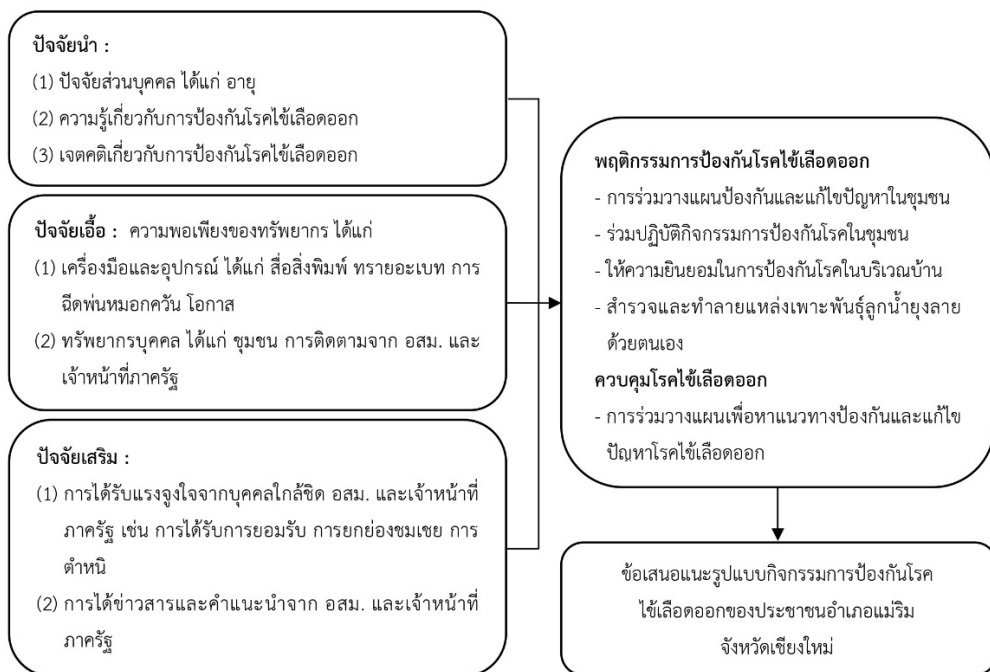 ปัจจัยนำ :
(1) ปัจจัยส่วนบุคคล ได้แก่ อายุ
(2) ความรู้เกี่ยวกับการป้องกันโรคไข้เลือดออก
(3) เจตคติเกี่ยวกับการป้องกันโรคไข้เลือดออก
ปัจจัยเอื้อ : ความพอเพียงของทรัพยากร ได้แก่
(1) เครื่องมือและอุปกรณ์ ได้แก่ สื่อสิ่งพิมพ์ ทรายอะเบท การ
ฉีดพ่นหมอกควัน โอกาส
(2) ทรัพยากรบุคคล ได้แก่ ชุมชน การติดตามจาก อสม. และ
เจ้าหน้าที่ภาครัฐ
ปัจจัยเสริม :
(1) การได้รับแรงจูงใจจากบุคคลใกล้ชิด อสม. และเจ้าหน้าที่
ภาครัฐ เช่น การได้รับการยอมรับ การยกย่องชมเชย การ
ตำหนิ
(2) การได้ข่าวสารและคำแนะนำจาก อสม. และเจ้าหน้าที่
ภาครัฐ
พฤติกรรมการป้องกันโรคไข้เลือดออก
- การร่วมวางแผนป้องกันและแก้ไขปัญหาในชุมชน
- ร่วมปฏิบัติกิจกรรมการป้องกันโรคในชุมชน
- ให้ความยินยอมในการป้องกันโรคในบริเวณบ้าน
- สำรวจและทำลายแหล่งเพาะพันธุ์ลูกน้ำยุงลาย
ด้วยตนเอง
ควบคุมโรคไข้เลือดออก
- การร่วมวางแผนเพื่อหาแนวทางป้องกันและแก้ไข
ปัญหาโรคไข้เลือดออก
ข้อเสนอแนะรูปแบบกิจกรรมการป้องกันโรค
ไข้เลือดออกของประชาชนอำเภอแม่ริม
จังหวัดเชียงใหม่